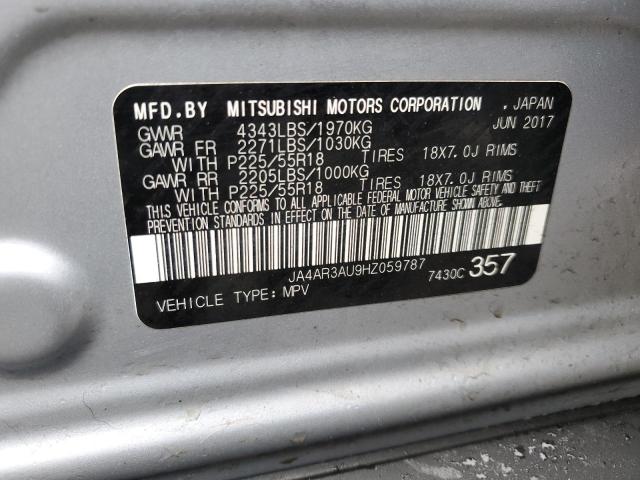 MFD.BY MITSUBISHI MOTORS CORPORATION . JAPAN
GVWR 4343LBS/1970KG JUN 2017
GAWR FR 2271LBS/1030KG
WITH P225/55R18 TIRES 18X7.0J RIMS
GAWR RR 2205LBS/1000KG
WITH P225/55R18 TIRES 18X7.0J RIMS
THIS VEHICLE CONFORMS TO ALL APPLICABLE FEDERAL MOTOR VEHICLE SAFETY AND THEFT
PREVENTION STANDARDS IN EFFECT ON THE DATE OF MANUFACTURE SHOWN ABOVE.
JA4AR3AU9HZ059787 7430C 357
VEHICLE TYPE: MPV